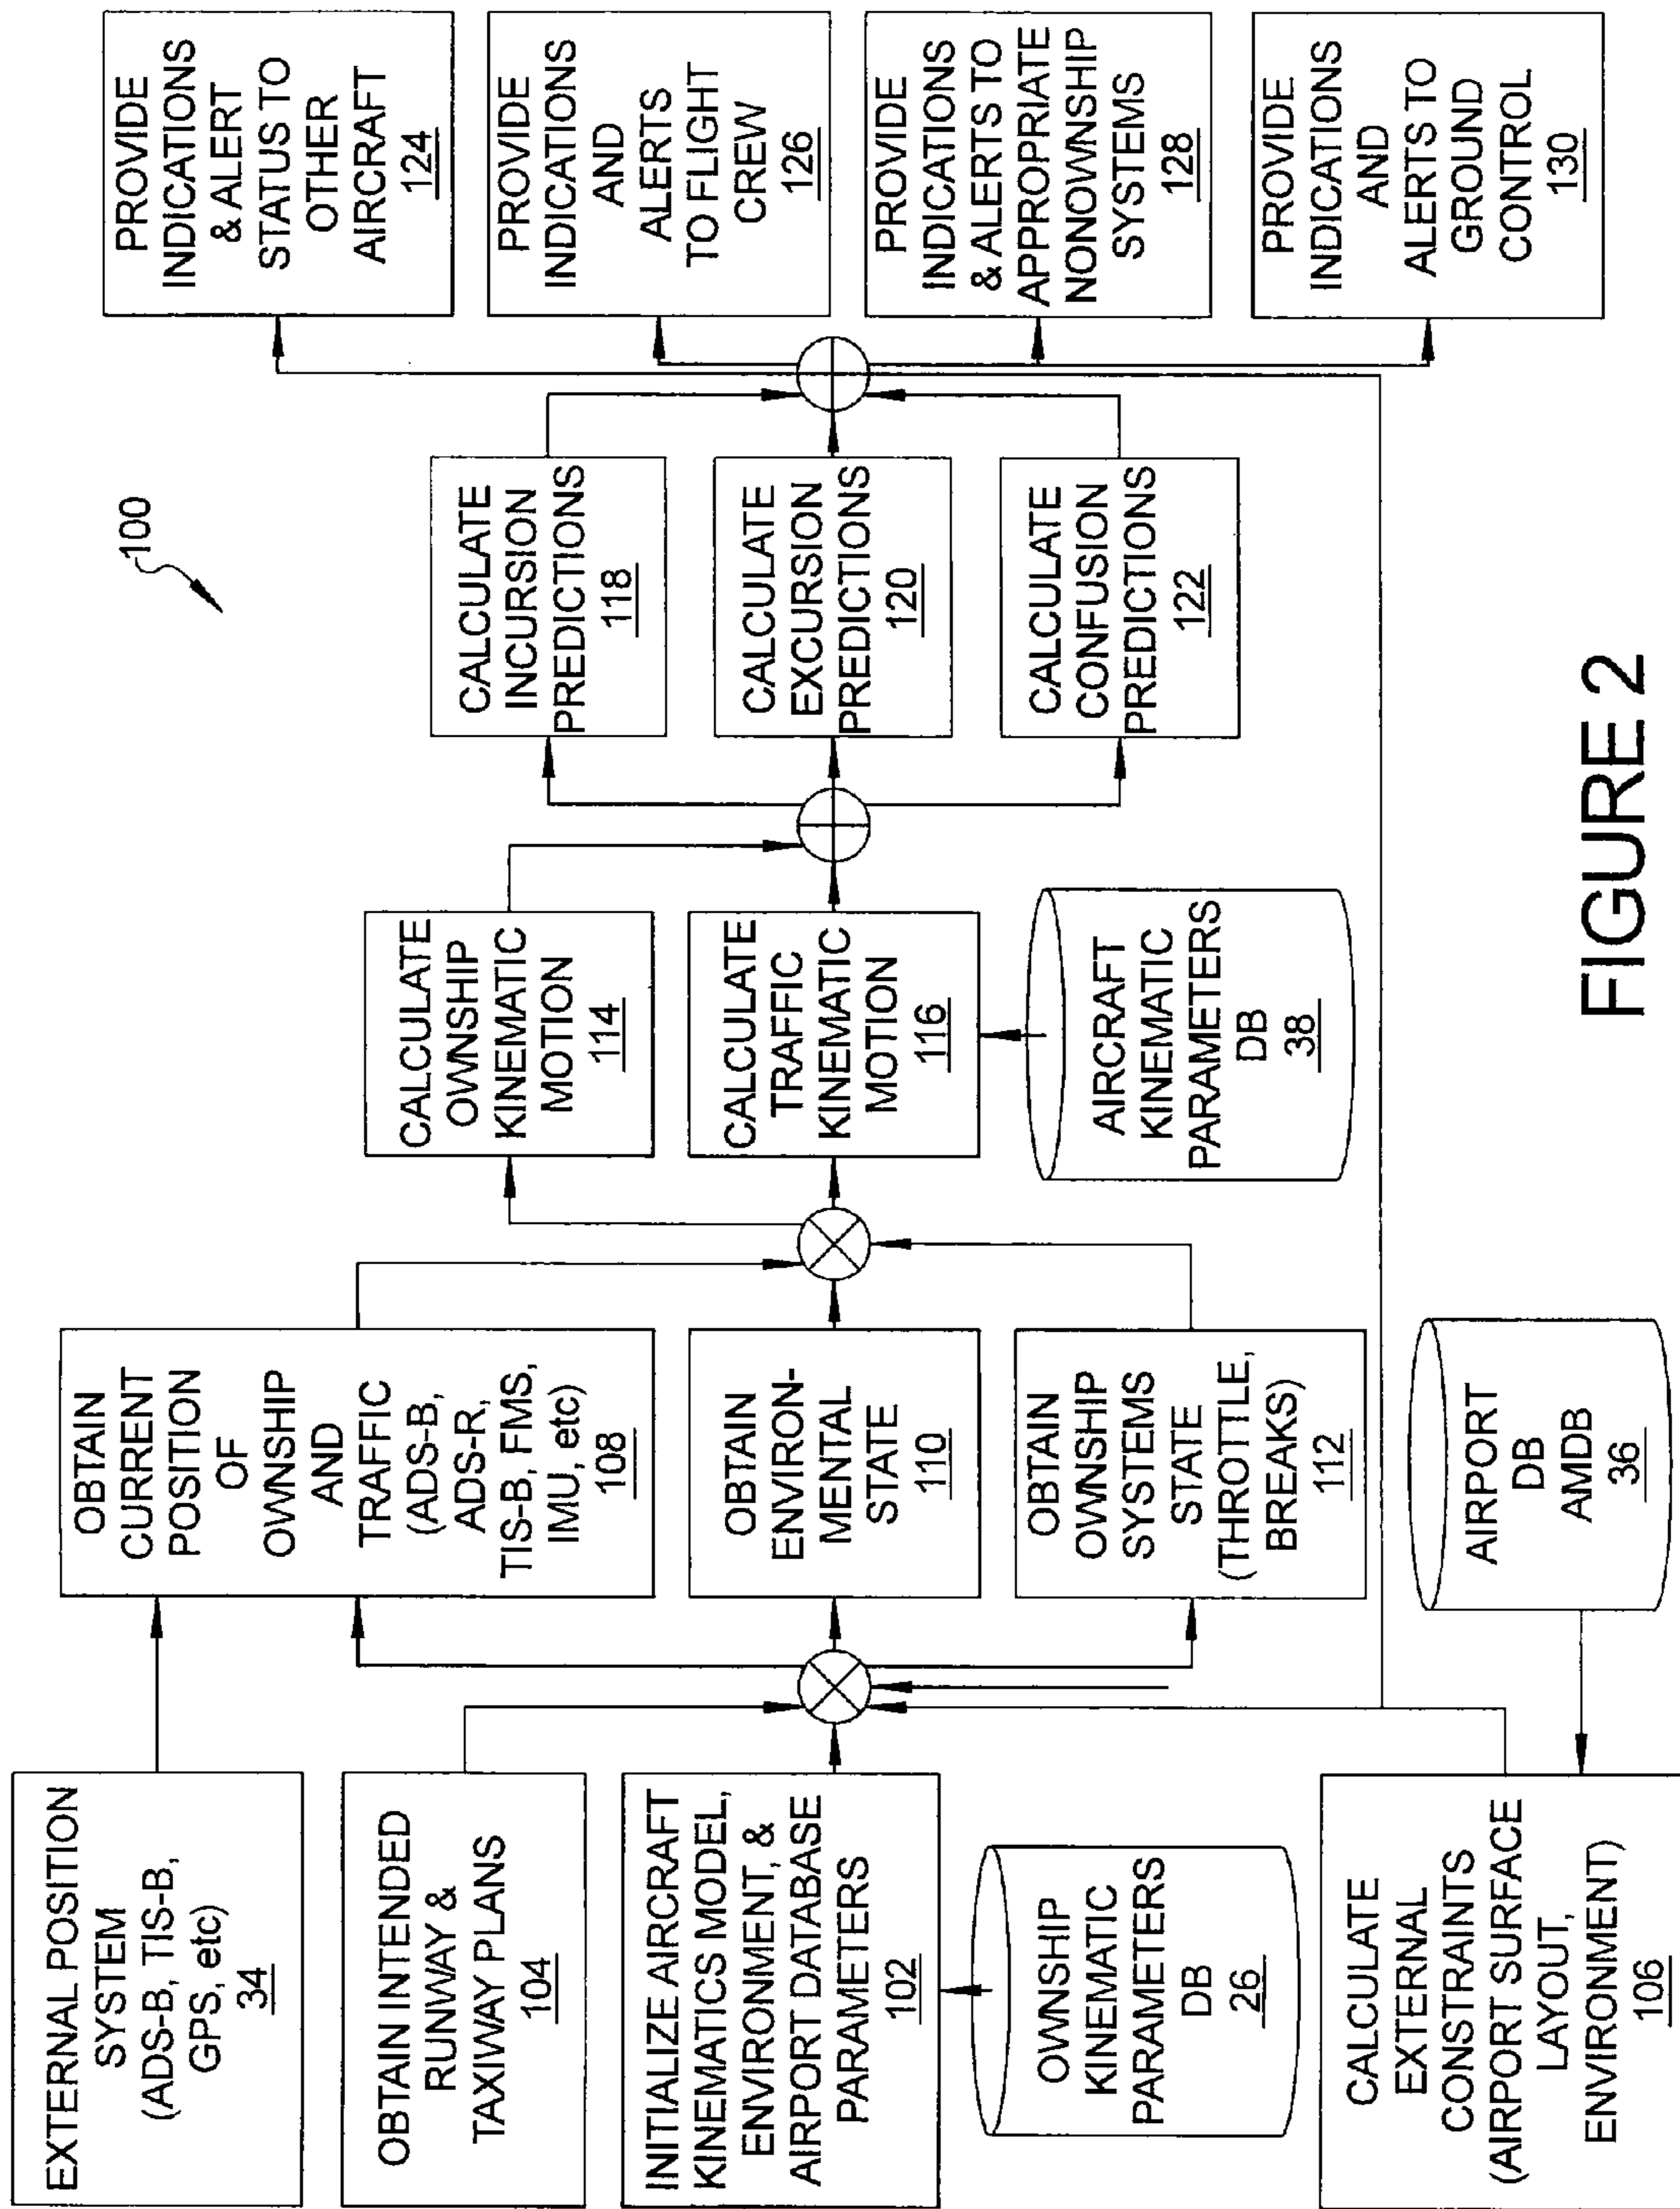 100
EXTERNAL POSITION
SYSTEM
(ADS-B, TIS-B,
GPS, etc)
34
OBTAIN INTENDED
RUNWAY &
TAXIWAY PLANS
104
INITIALIZE AIRCRAFT
KINEMATICS MODEL,
ENVIRONMENT, &
AIRPORT DATABASE
PARAMETERS
102
OWNSHIP
KINEMATIC
PARAMETERS
DB
26
CALCULATE
EXTERNAL
CONSTRAINTS
(AIRPORT SURFACE
LAYOUT,
ENVIRONMENT)
106
OBTAIN
CURRENT
POSITION
OF
OWNSHIP
AND
TRAFFIC
(ADS-B,
ADS-R,
TIS-B, FMS,
IMU, etc)
108
OBTAIN
ENVIRON-
MENTAL
STATE
110
OBTAIN
OWNSHIP
SYSTEMS
STATE
(THROTTLE,
BREAKS)
112
AIRPORT
DB
AMDB
36
CALCULATE
OWNSHIP
KINEMATIC
MOTION
114
CALCULATE
TRAFFIC
KINEMATIC
MOTION
116
AIRCRAFT
KINEMATIC
PARAMETERS
DB
38
CALCULATE
INCURSION
PREDICTIONS
118
CALCULATE
EXCURSION
PREDICTIONS
120
CALCULATE
CONFUSION
PREDICTIONS
122
PROVIDE
INDICATIONS
& ALERT
STATUS TO
OTHER
AIRCRAFT
124
PROVIDE
INDICATIONS
AND
ALERTS
TO FLIGHT
CREW
126
PROVIDE
INDICATIONS
& ALERTS TO
APPROPRIATE
NONOWNSHIP
SYSTEMS
128
PROVIDE
INDICATIONS
AND
ALERTS TO
GROUND
CONTROL
130
FIGURE 2